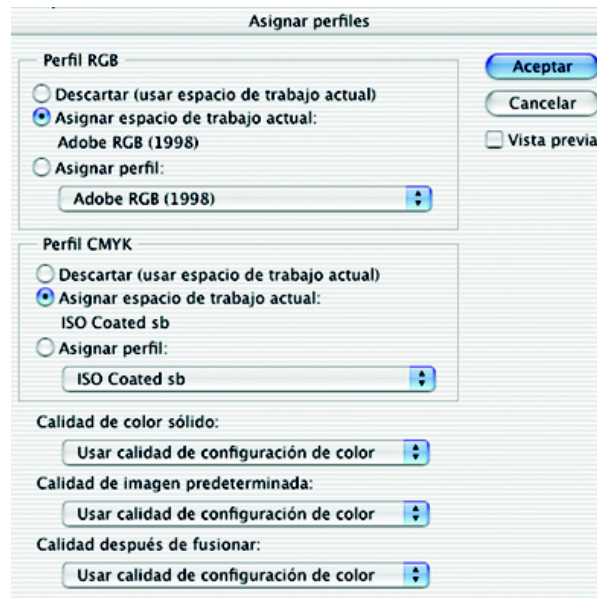 Asignar perfiles
Perfil RGB
Descartar (usar espacio de trabajo actual)
Asignar espacio de trabajo actual:
Adobe RGB (1998)
Asignar perfil:
Adobe RGB (1998)
Aceptar
Cancelar
Vista previa
Perfil CMYK
Descartar (usar espacio de trabajo actual)
Asignar espacio de trabajo actual:
ISO Coated sb
Asignar perfil:
ISO Coated sb
Calidad de color sólido:
Usar calidad de configuración de color
Calidad de imagen predeterminada:
Usar calidad de configuración de color
Calidad después de fusionar:
Usar calidad de configuración de color